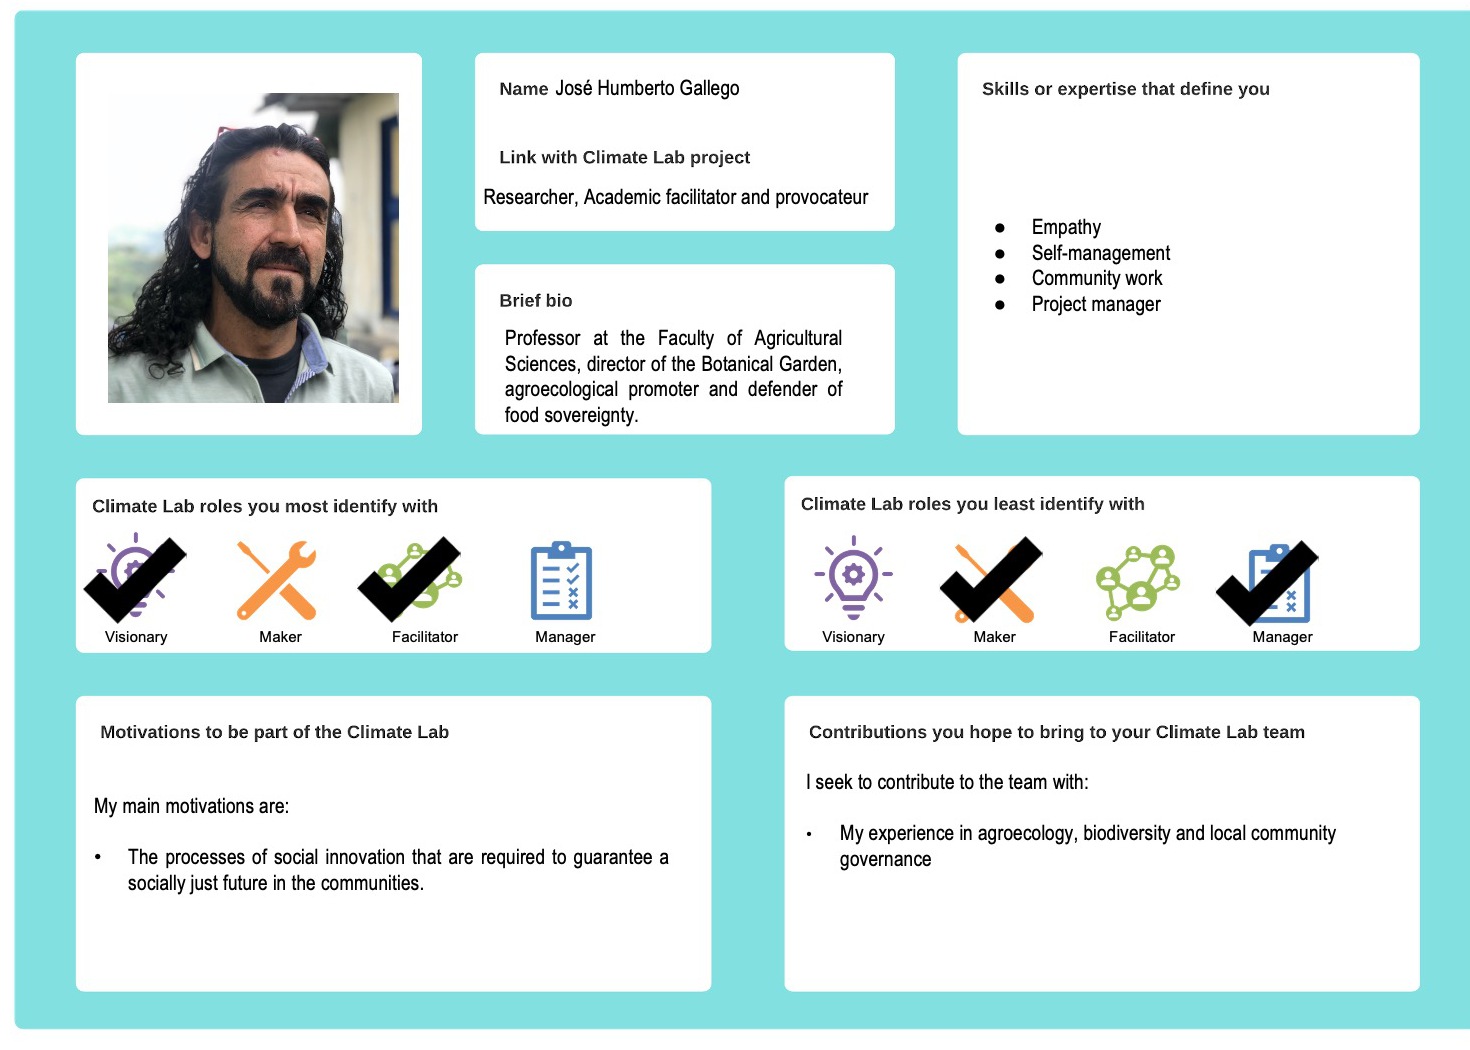 Name José Humberto Gallego
Link with Climate Lab project
Researcher, Academic facilitator and provocateur
Brief bio
Professor at the Faculty of Agricultural
Sciences, director of the Botanical Garden,
agroecological promoter and defender of
food sovereignty.
Skills or expertise that define you
● Empathy
● Self-management
● Community work
● Project manager
Climate Lab roles you most identify with
Visionary
Maker
Facilitator
Manager
Climate Lab roles you least identify with
Visionary
Maker
Facilitator
Manager
Motivations to be part of the Climate Lab
My main motivations are:
• The processes of social innovation that are required to guarantee a
socially just future in the communities.
Contributions you hope to bring to your Climate Lab team
I seek to contribute to the team with:
• My experience in agroecology, biodiversity and local community
governance